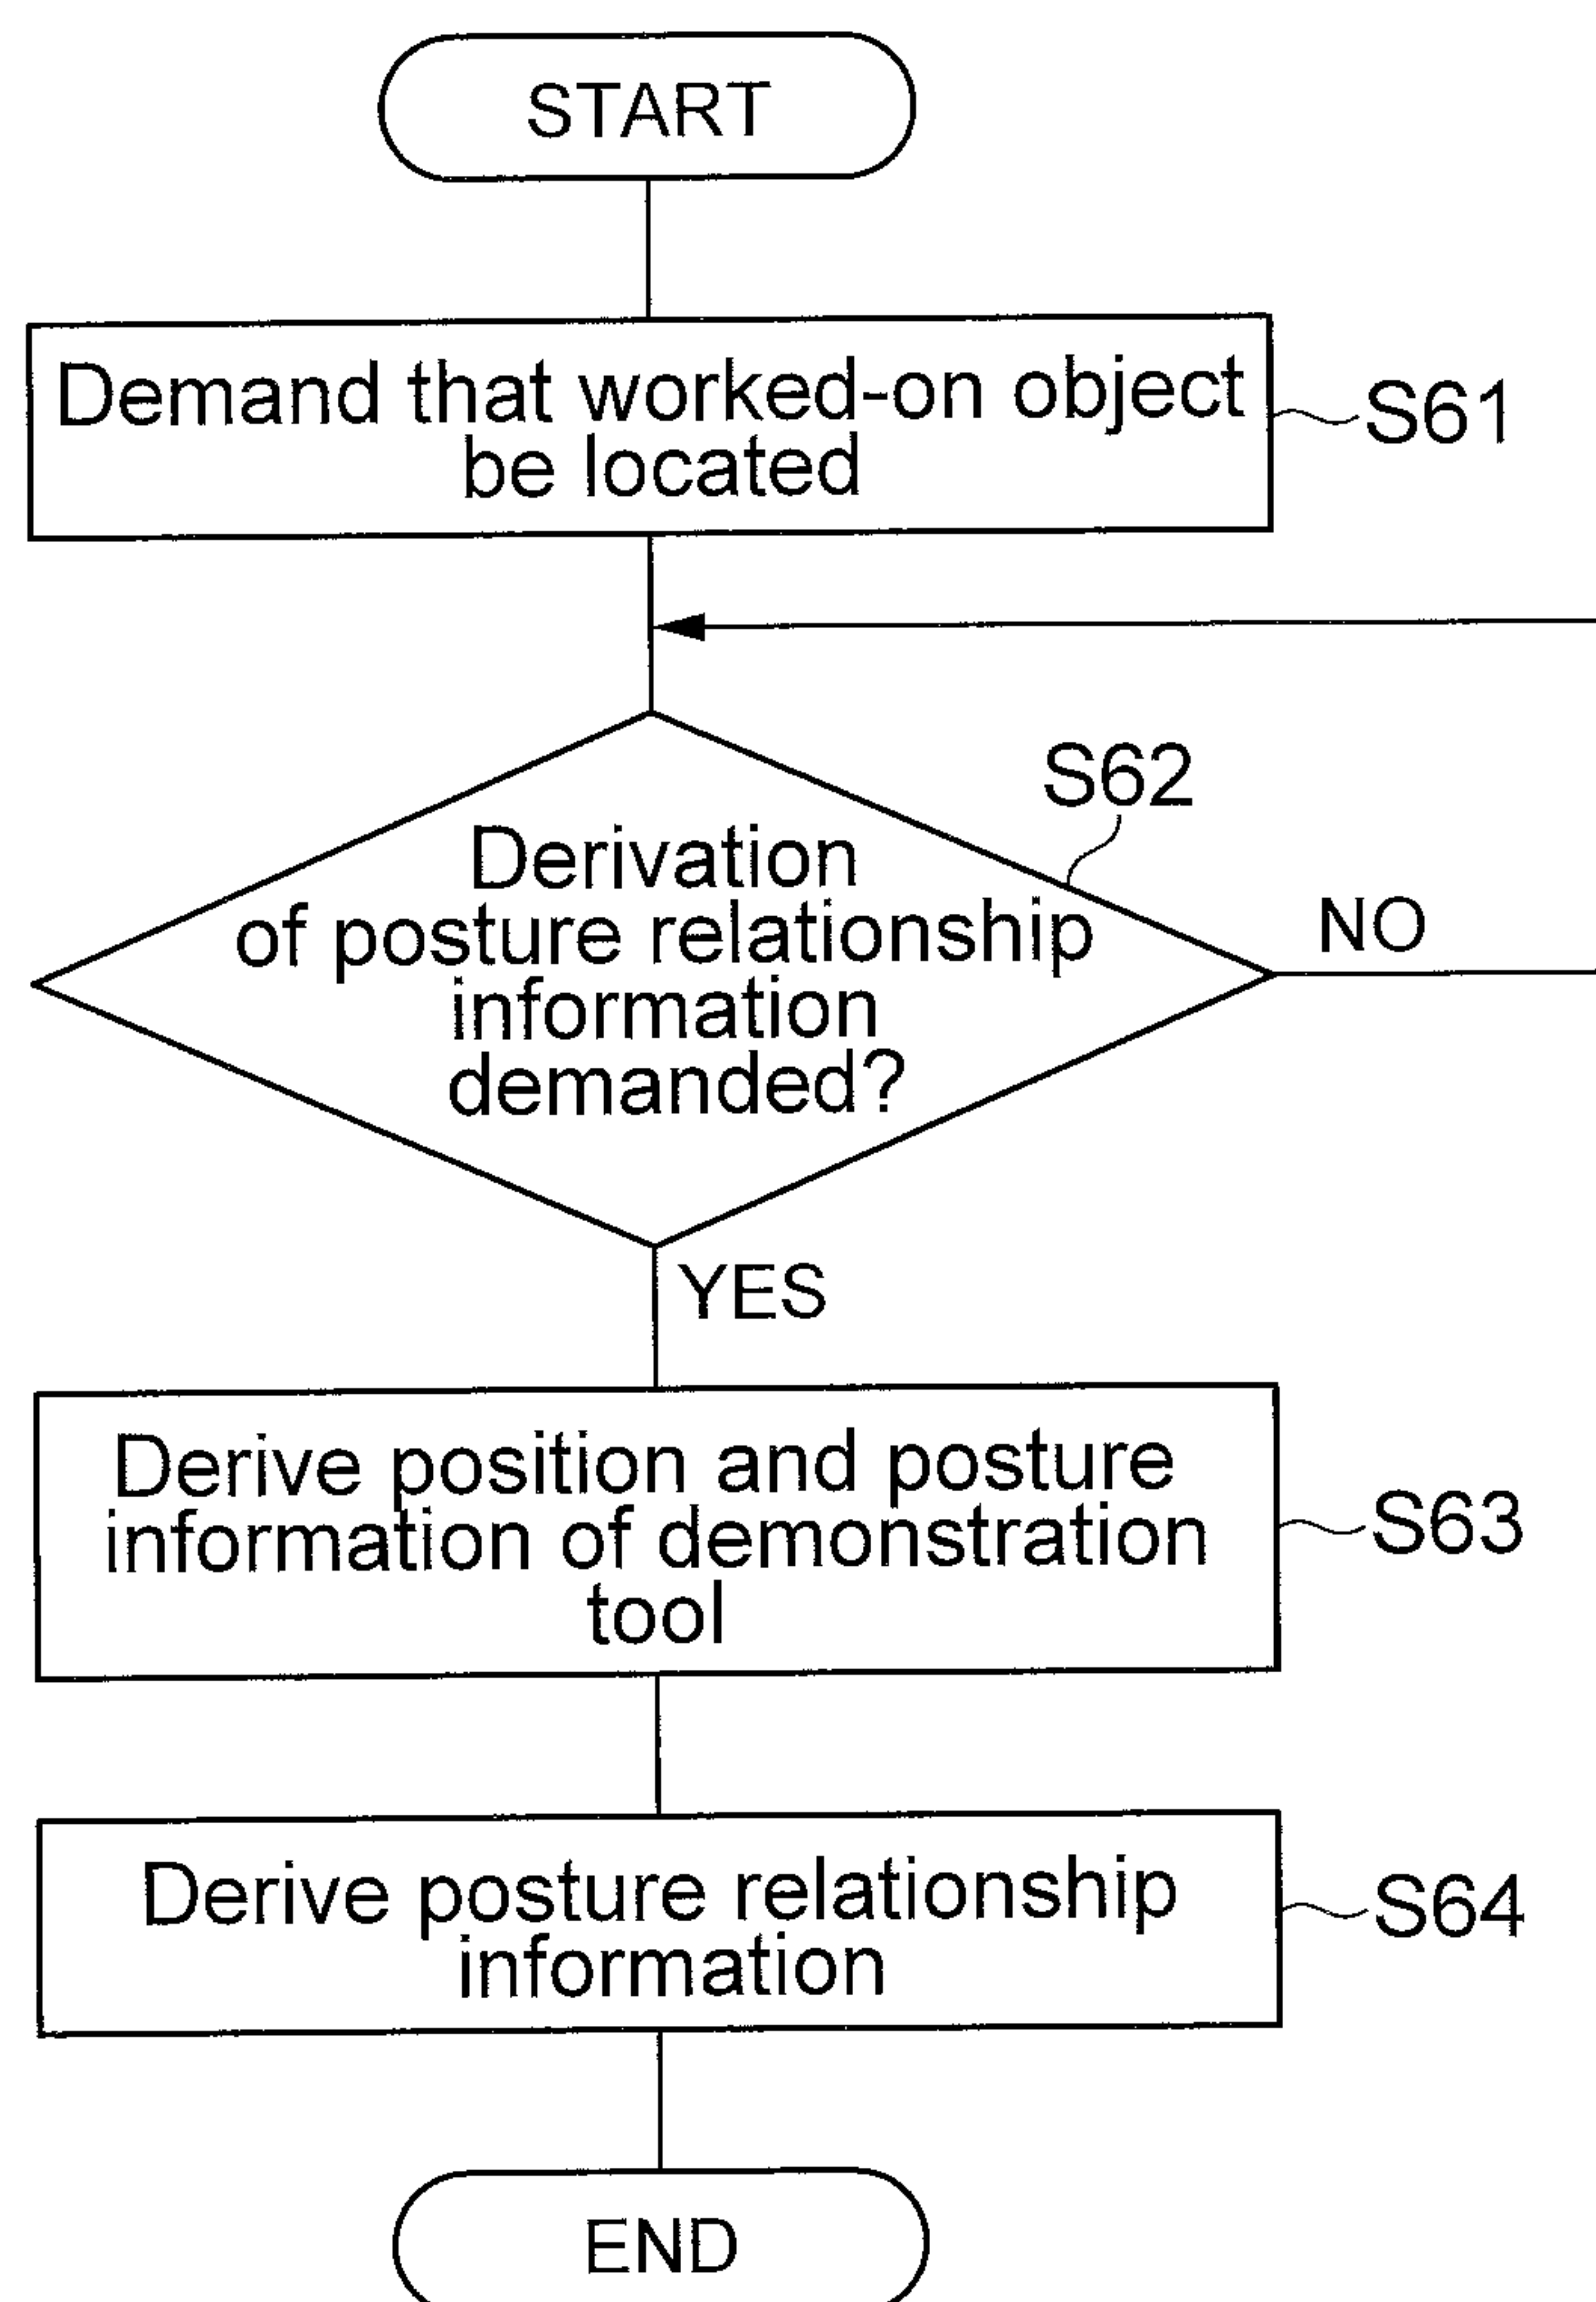 START
Demand that worked-on object
be located
S61
S62
Derivation
of posture relationship
information
demanded?
NO
YES
Derive position and posture
information of demonstration
tool
S63
Derive posture relationship
information
S64
END